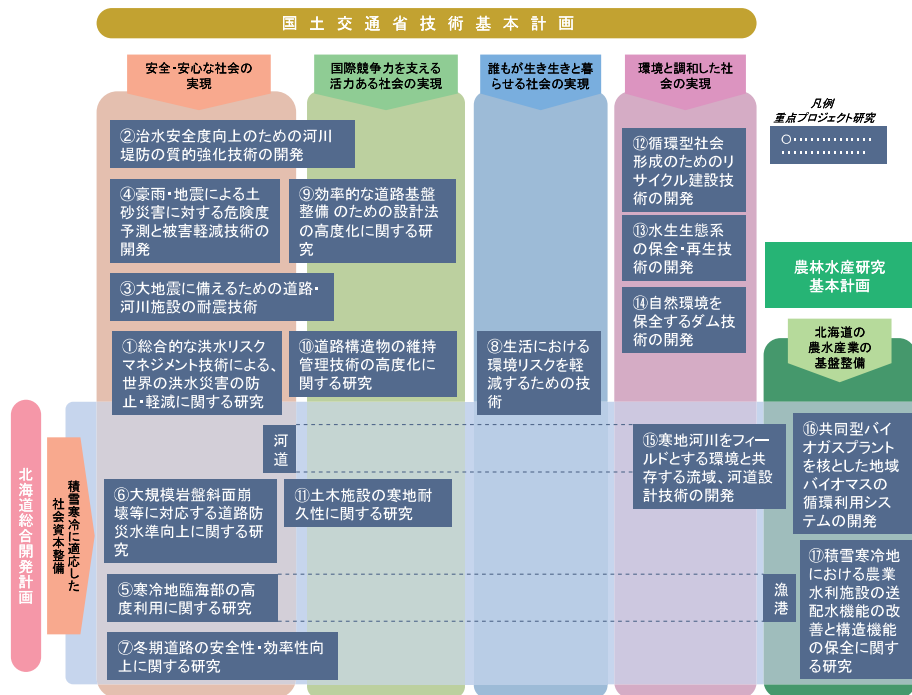 国土交通省技術基本計画
安全・安心な社会の
実現
国際競争力を支える
活力ある社会の実現
誰もが生き生きと暮
らせる社会の実現
環境と調和した社
会の実現
凡例
重点プロジェクト研究
②治水安全度向上のための河川
堤防の質的強化技術の開発
④豪雨・地震による土
砂災害に対する危険度
予測と被害軽減技術の
開発
③大地震に備えるための道路・
河川施設の耐震技術
①総合的な洪水リスク
マネジメント技術による、
世界の洪水災害の防
止・軽減に関する研究
⑨効率的な道路基盤
整備 のための設計法
の高度化に関する研
究
⑩道路構造物の維持
管理技術の高度化に
関する研究
⑧生活における
環境リスクを軽
減するための技
術
⑫循環型社会
形成のためのリ
サイクル建設技
術の開発
⑬水生生態系
の保全・再生技
術の開発
⑭自然環境を
保全するダム技
術の開発
農林水産研究
基本計画
北海道の
農水産業の
基盤整備
北海道総合開発計画
積雪寒冷に適応した
社会資本整備
河道
⑥大規模岩盤斜面崩
壊等に対応する道路防
災水準向上に関する研
究
⑪土木施設の寒地耐
久性に関する研究
⑤寒冷地臨海部の高
度利用に関する研究
⑦冬期道路の安全性・効率性向
上に関する研究
⑮寒地河川をフィー
ルドとする環境と共
存する流域、河道設
計技術の開発
漁港
⑯共同型バイ
オガスプラント
を核とした地域
バイオマスの
循環利用シス
テムの開発
⑰積雪寒冷地
における農業
水利施設の送
配水機能の改
善と構造機能
の保全に関す
る研究